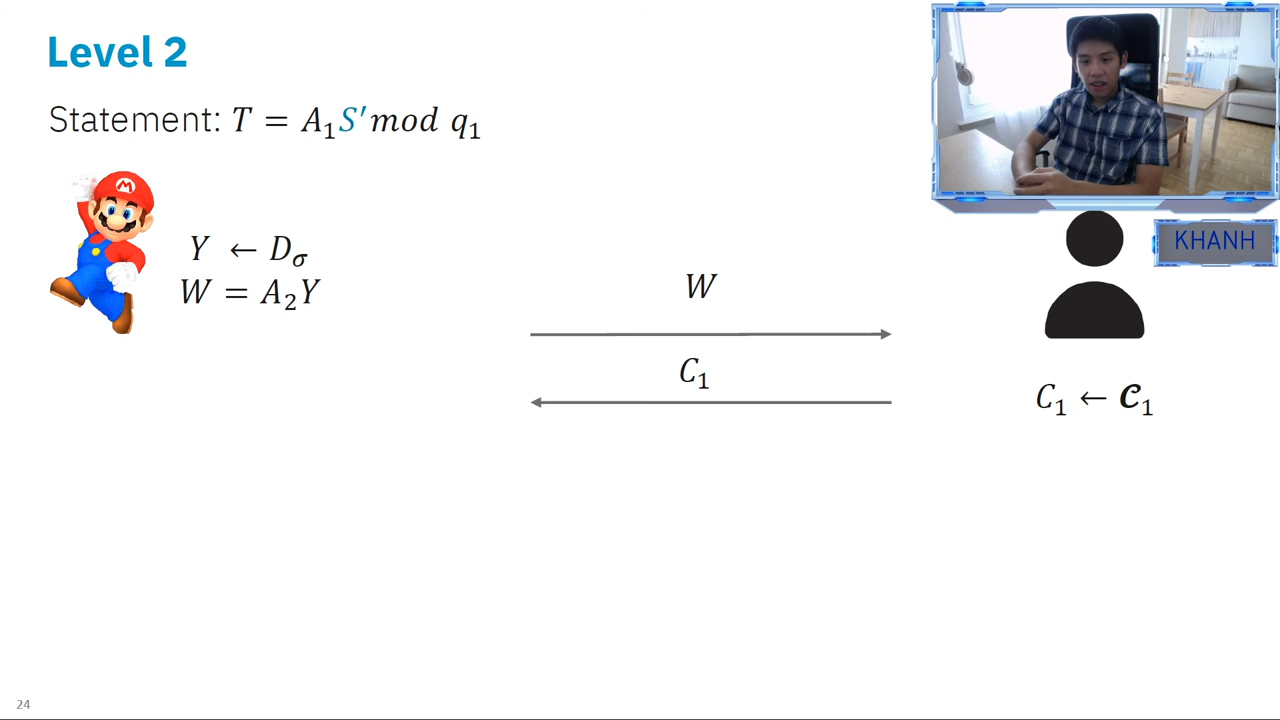 Level 2
Statement: T = A₁S′mod q₁
M
Y ← D_σ
W = A₂Y
W
C₁
KHANH
C₁ ← 𝓒₁
24